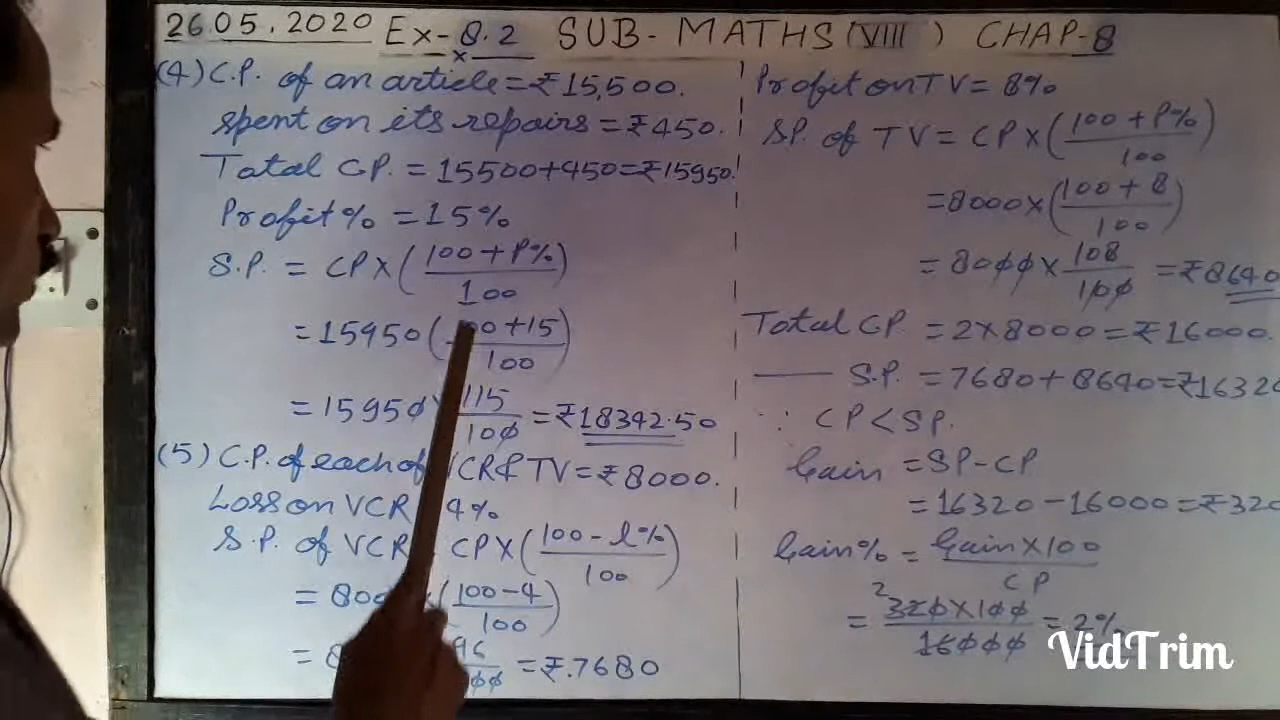 26.05.2020 Ex-8.2 SUB-MATHS(VIII) CHAP-8
(4) C.P. of an article = ₹15,500.
spent on its repairs = ₹450.
Total C.P. = 15500+450=₹15950.
Profit% = 15%
S.P. = CP×(100+P%/100)
= 15950(100+15/100)
= 15950×115/100 = ₹18342.50
(5) C.P. of each of VCR & TV = ₹8000.
Loss on VCR 4%
S.P. of VCR CP×(100-l%/100)
(100-4/100)
96 = ₹.7680
Profit on TV = 8%
SP. of TV = CP×(100+P%/100)
=8000×(100+8/100)
= 8000×108/100 = ₹8640
Total CP. = 2×8000=₹16000.
—— S.P. = 7680+8640=₹1632
∵ CP<SP.
Gain = SP-CP
= 16320-16000=₹320
Gain% = Gain×100/CP
2
= 320×100/16000 = 2%
VidTrim